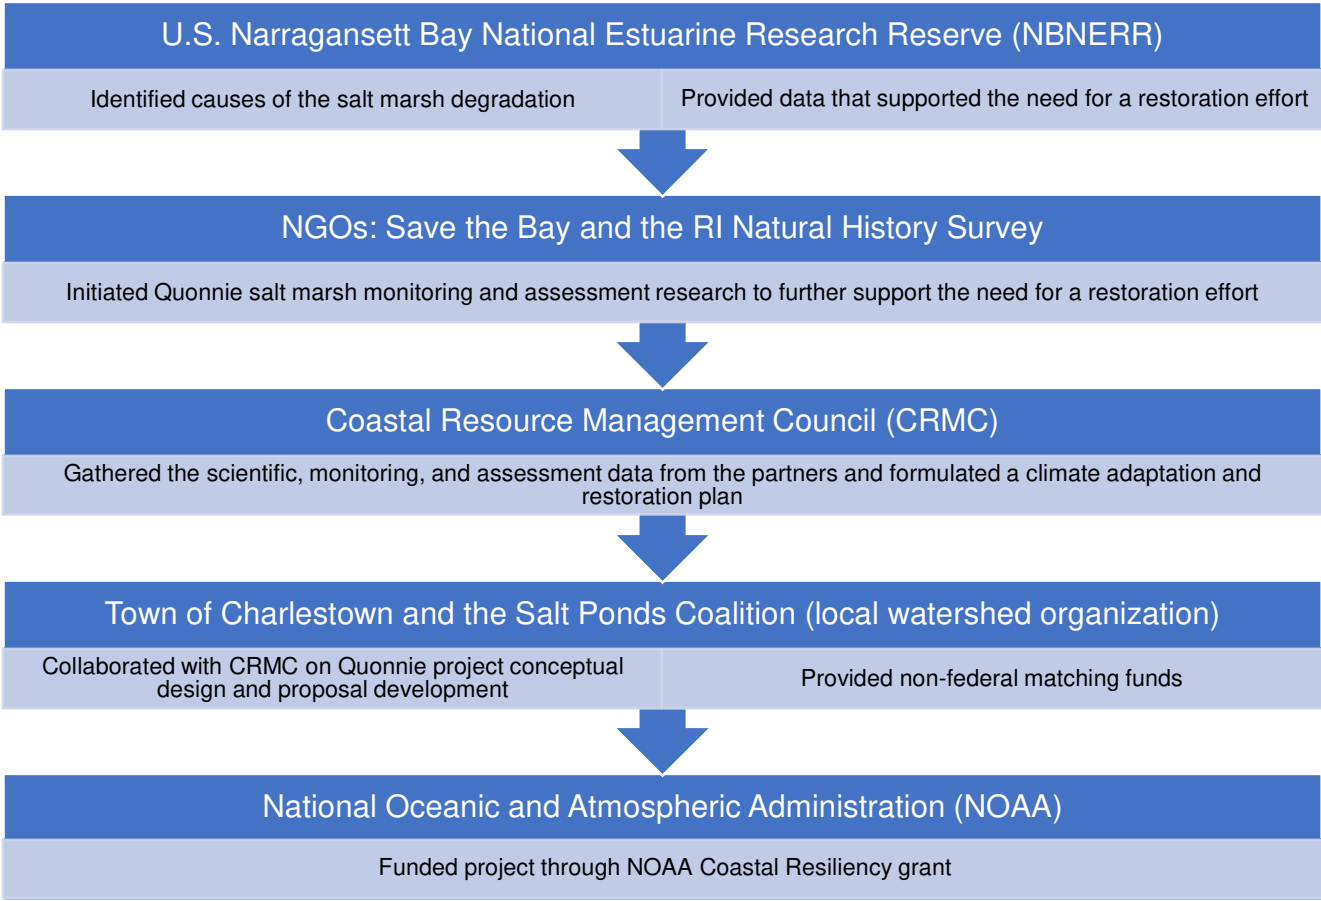 U.S. Narragansett Bay National Estuarine Research Reserve (NBNERR)
Identified causes of the salt marsh degradation
Provided data that supported the need for a restoration effort
NGOs: Save the Bay and the RI Natural History Survey
Initiated Quonnie salt marsh monitoring and assessment research to further support the need for a restoration effort
Coastal Resource Management Council (CRMC)
Gathered the scientific, monitoring, and assessment data from the partners and formulated a climate adaptation and
restoration plan
Town of Charlestown and the Salt Ponds Coalition (local watershed organization)
Collaborated with CRMC on Quonnie project conceptual
design and proposal development
Provided non-federal matching funds
National Oceanic and Atmospheric Administration (NOAA)
Funded project through NOAA Coastal Resiliency grant